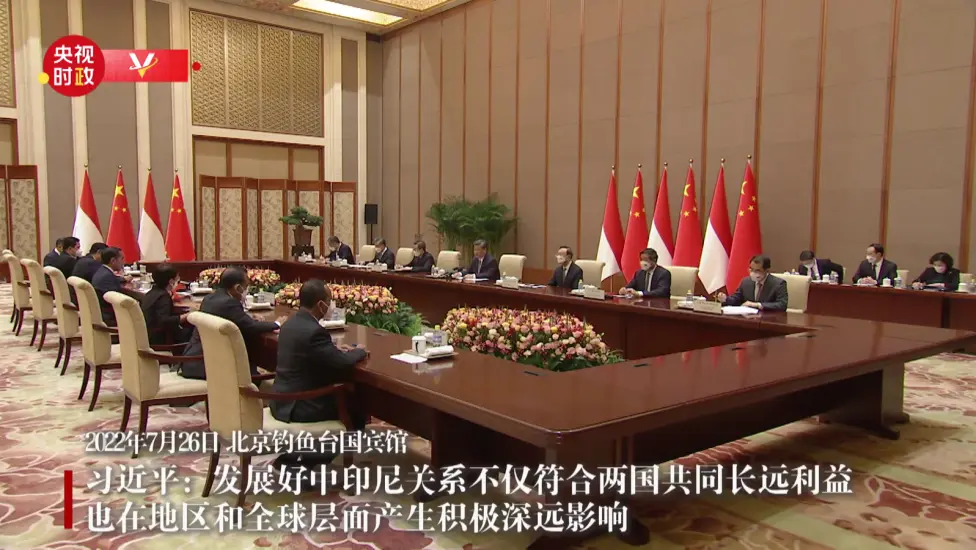 央视
时政
2022年7月26日 北京钓鱼台国宾馆
习近平：发展好中印尼关系不仅符合两国共同长远利益
也在地区和全球层面产生积极深远影响